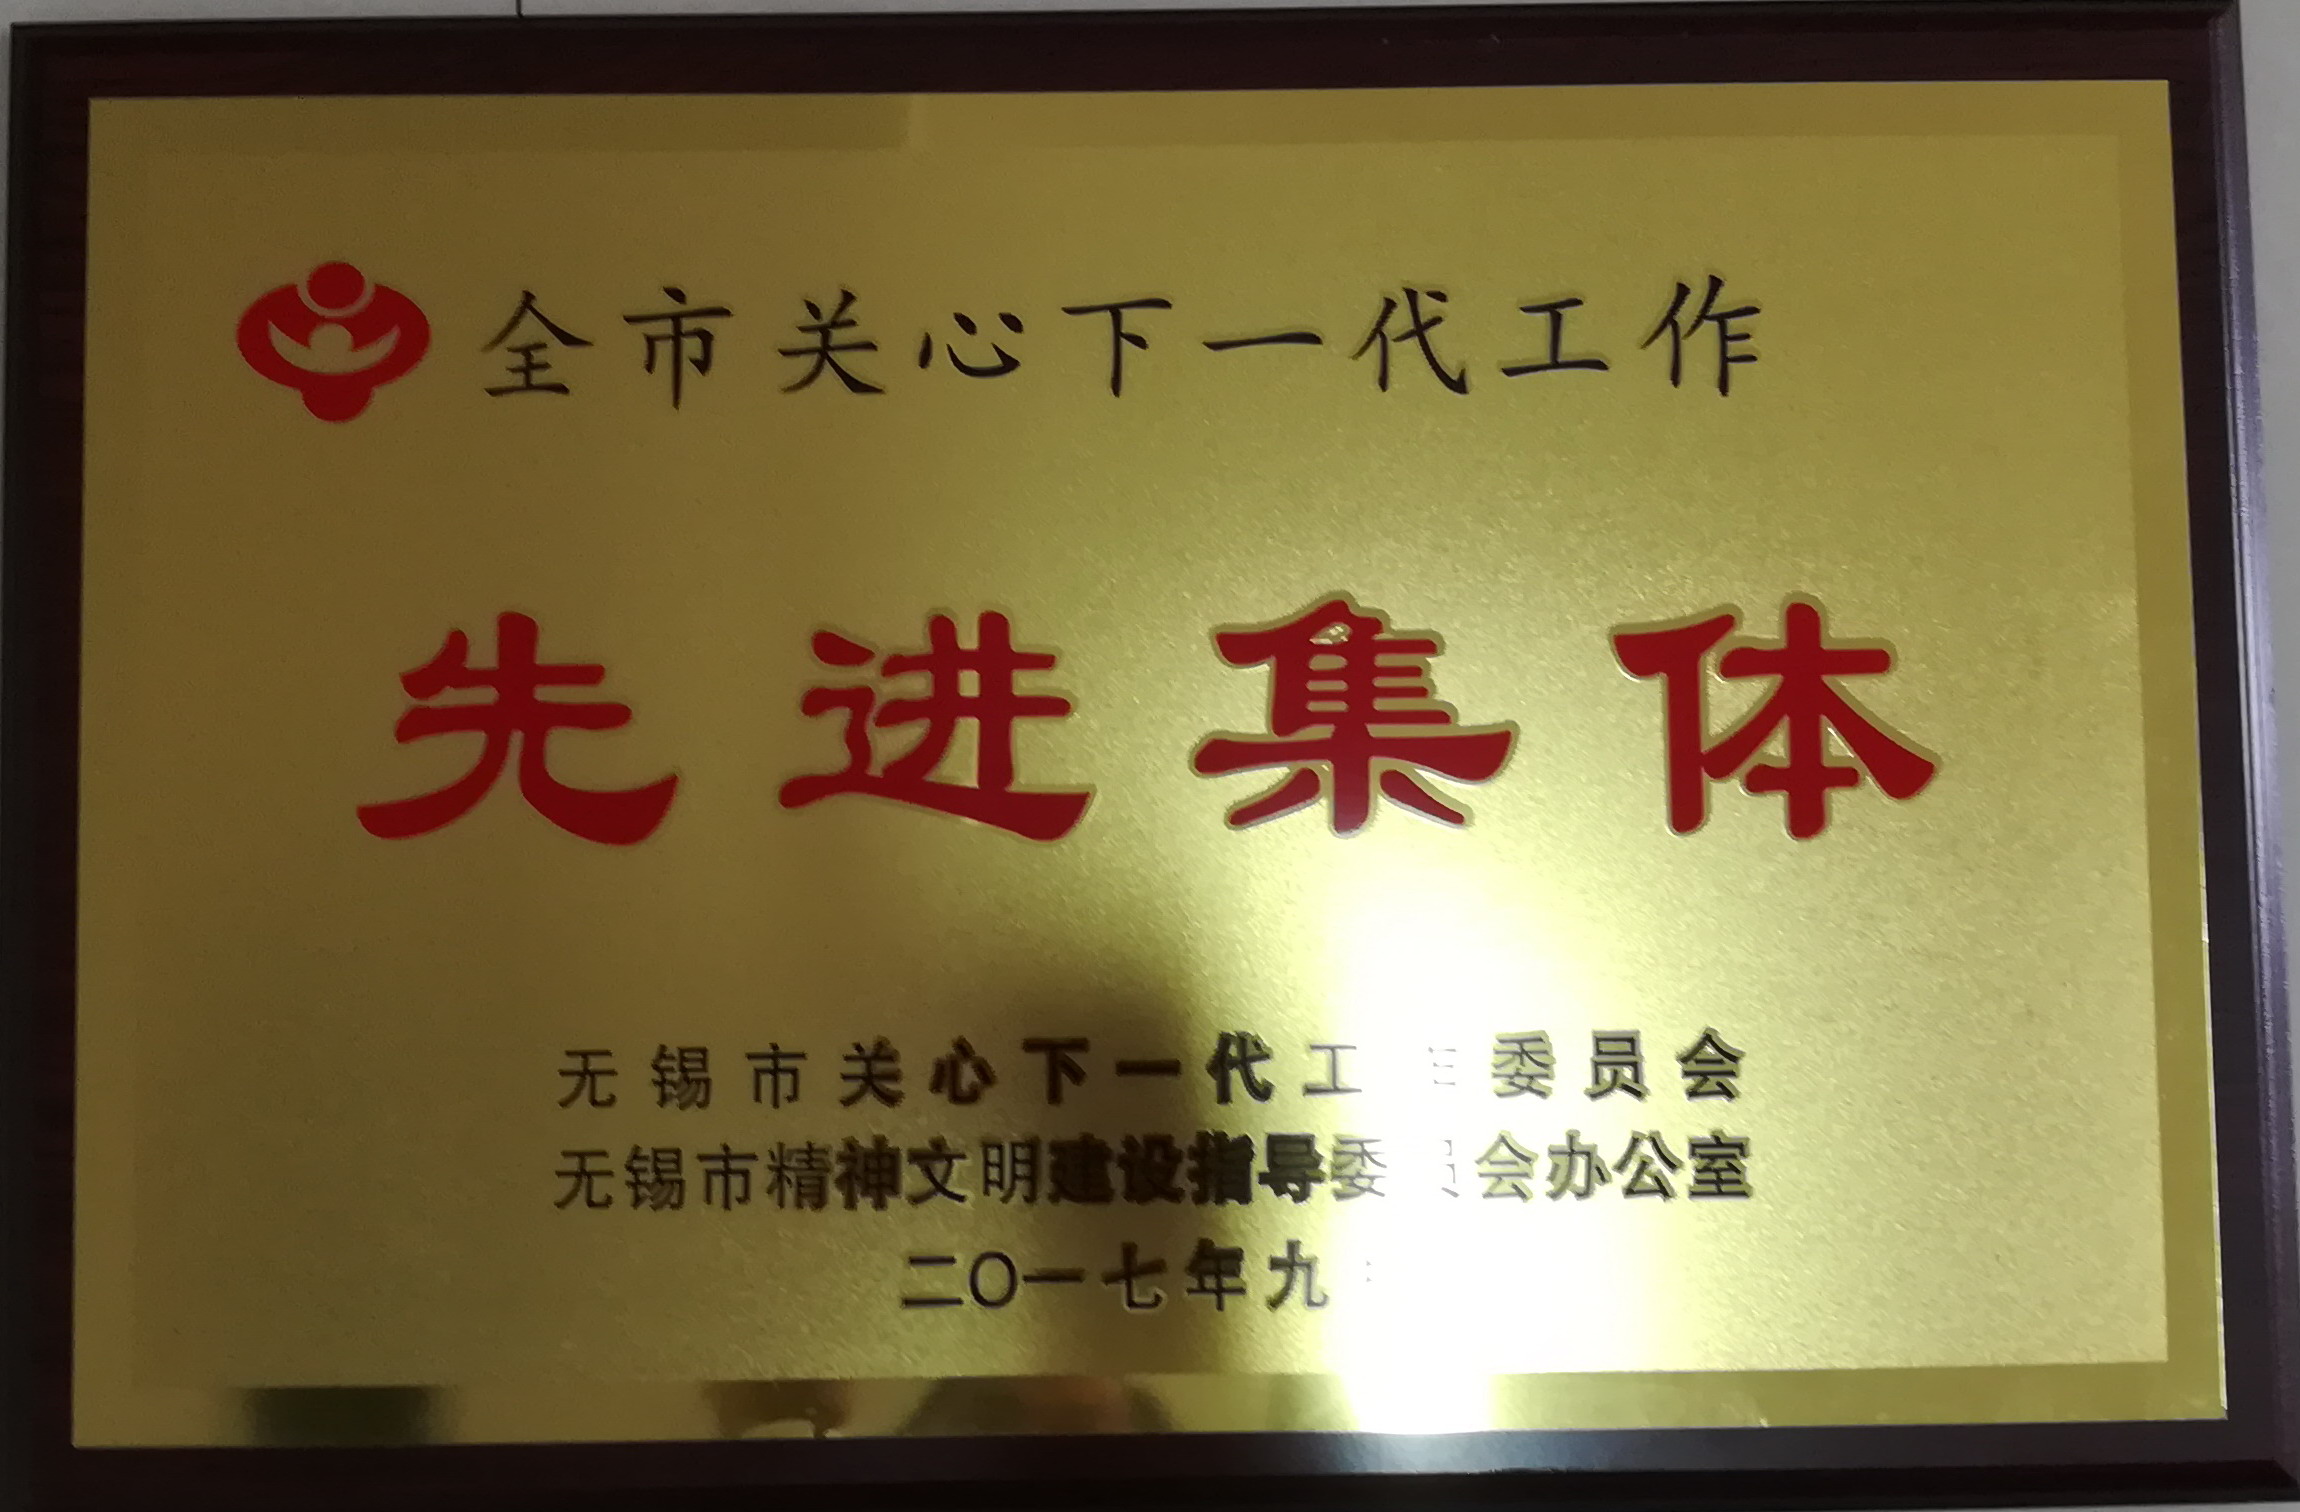 全市关心下一代工作
先进集体
无锡市关心下一代工作委员会
无锡市精神文明建设指导委员会办公室
二〇一七年九